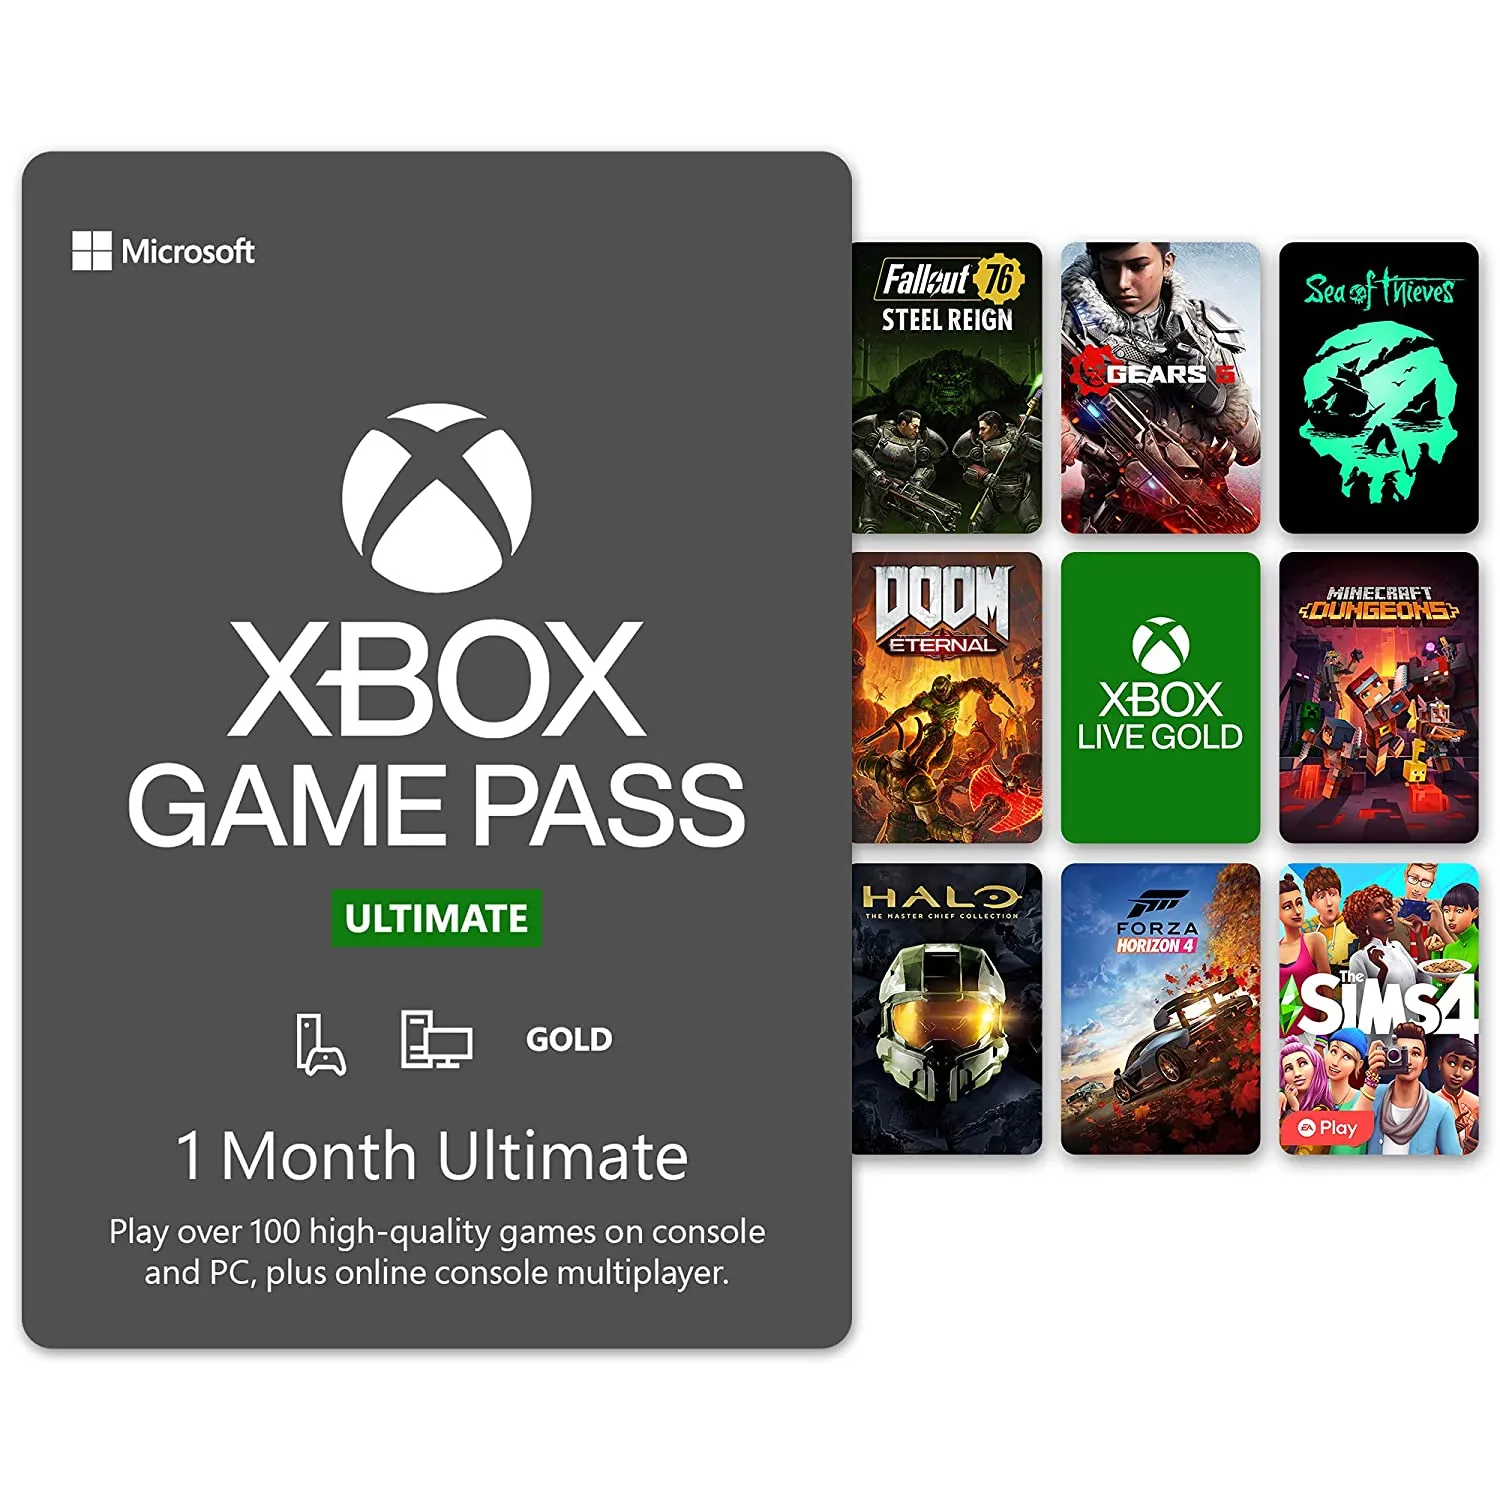 Microsoft
XBOX
GAME PASS
ULTIMATE
GOLD
1 Month Ultimate
Play over 100 high-quality games on console
and PC, plus online console multiplayer.
Fallout 76
STEEL REIGN
GEARS 5
Sea of Thieves
DOOM
ETERNAL
XBOX
LIVE GOLD
MINECRAFT
DUNGEONS
HALO
THE MASTER CHIEF COLLECTION
FORZA
HORIZON 4
The
SIMS 4
EA Play